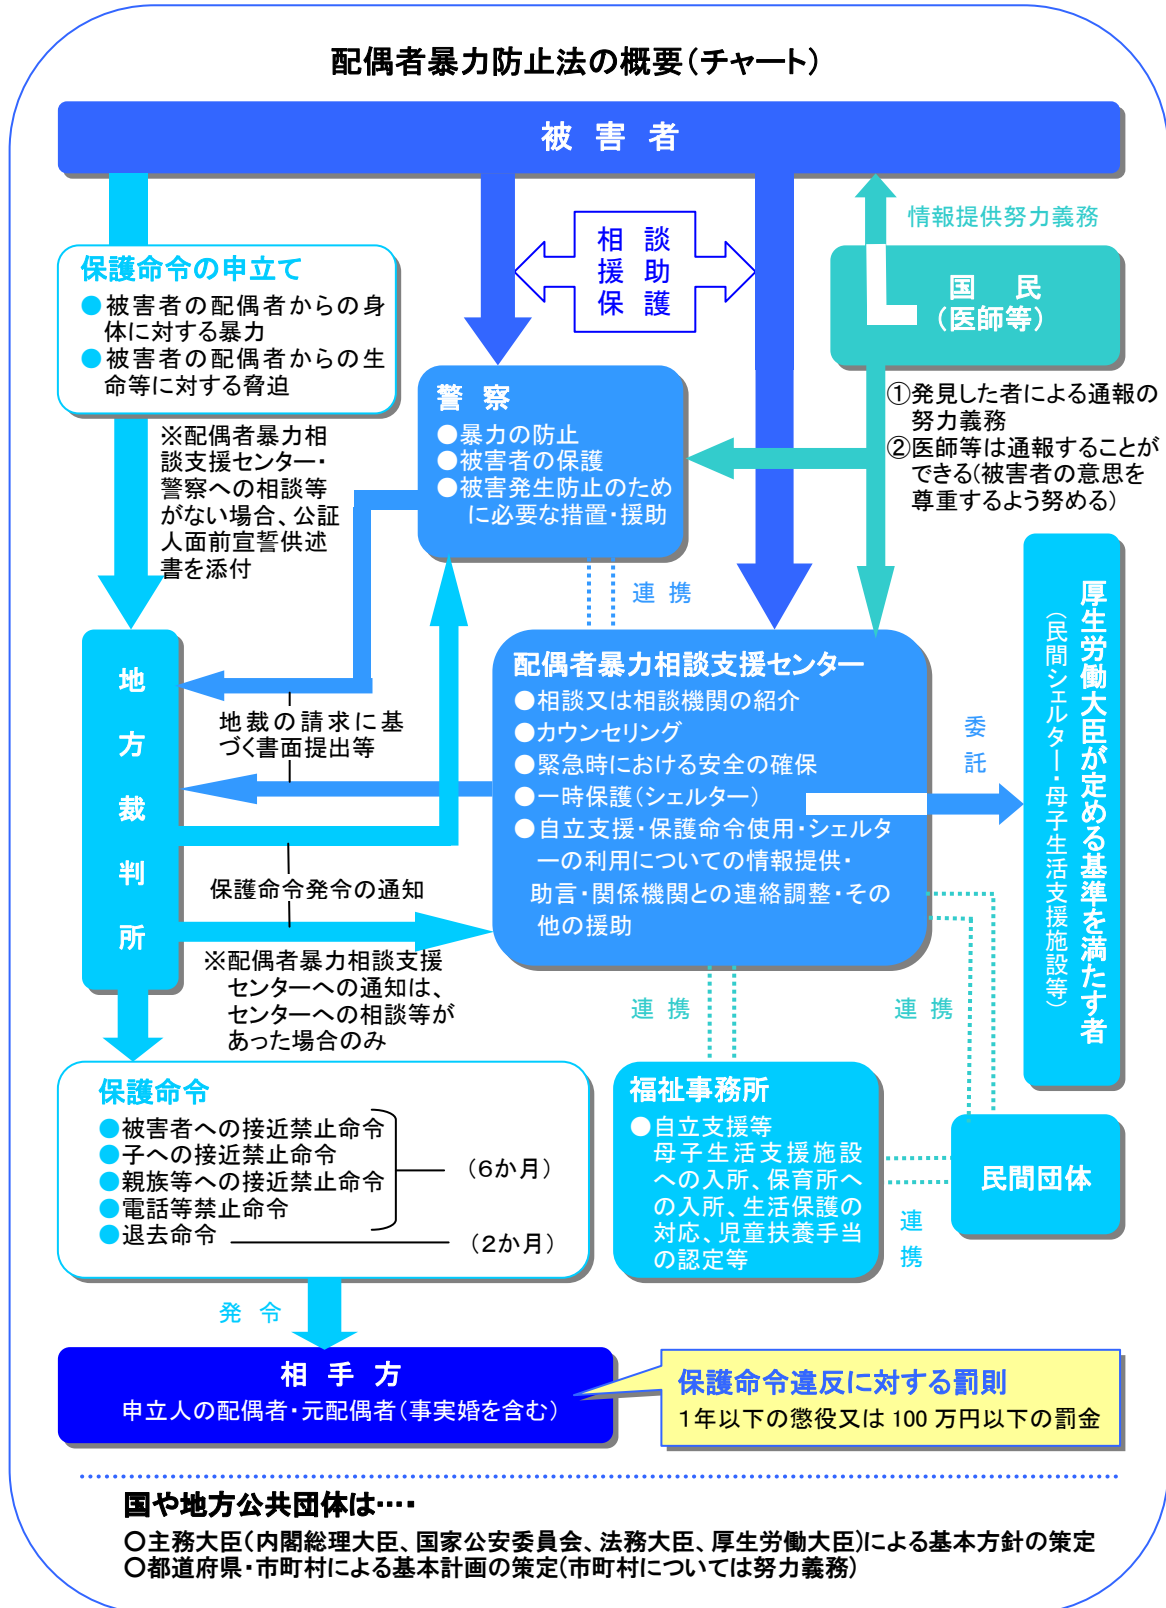 配偶者暴力防止法の概要（チャート）
被 害 者
相 談
援 助
保 護
情報提供努力義務
国 民
（医師等）
保護命令の申立て
●被害者の配偶者からの身
体に対する暴力
●被害者の配偶者からの生
命等に対する脅迫
①発見した者による通報の
努力義務
②医師等は通報することが
できる（被害者の意思を
尊重するよう努める）
警 察
●暴力の防止
●被害者の保護
●被害発生防止のため
に必要な措置・援助
※配偶者暴力相
談支援センター・
警察への相談等
がない場合、公証
人面前宣誓供述
書を添付
連 携
地方裁判所
配偶者暴力相談支援センター
●相談又は相談機関の紹介
●カウンセリング
●緊急時における安全の確保
●一時保護（シェルター）
●自立支援・保護命令使用・シェルタ
ーの利用についての情報提供・
助言・関係機関との連絡調整・その
他の援助
地裁の請求に基
づく書面提出等
委託
厚生労働大臣が定める基準を満たす者
（民間シェルター・母子生活支援施設等）
保護命令発令の通知
※配偶者暴力相談支援
センターへの通知は、
センターへの相談等が
あった場合のみ
連 携
連 携
保護命令
●被害者への接近禁止命令
●子への接近禁止命令
●親族等への接近禁止命令
●電話等禁止命令
●退去命令
（6か月）
（2か月）
福祉事務所
●自立支援等
母子生活支援施設
への入所、保育所へ
の入所、生活保護の
対応、児童扶養手当
の認定等
民間団体
連携
発 令
相 手 方
申立人の配偶者・元配偶者（事実婚を含む）
保護命令違反に対する罰則
1年以下の懲役又は 100 万円以下の罰金
国や地方公共団体は‥‥
○主務大臣（内閣総理大臣、国家公安委員会、法務大臣、厚生労働大臣）による基本方針の策定
○都道府県・市町村による基本計画の策定（市町村については努力義務）